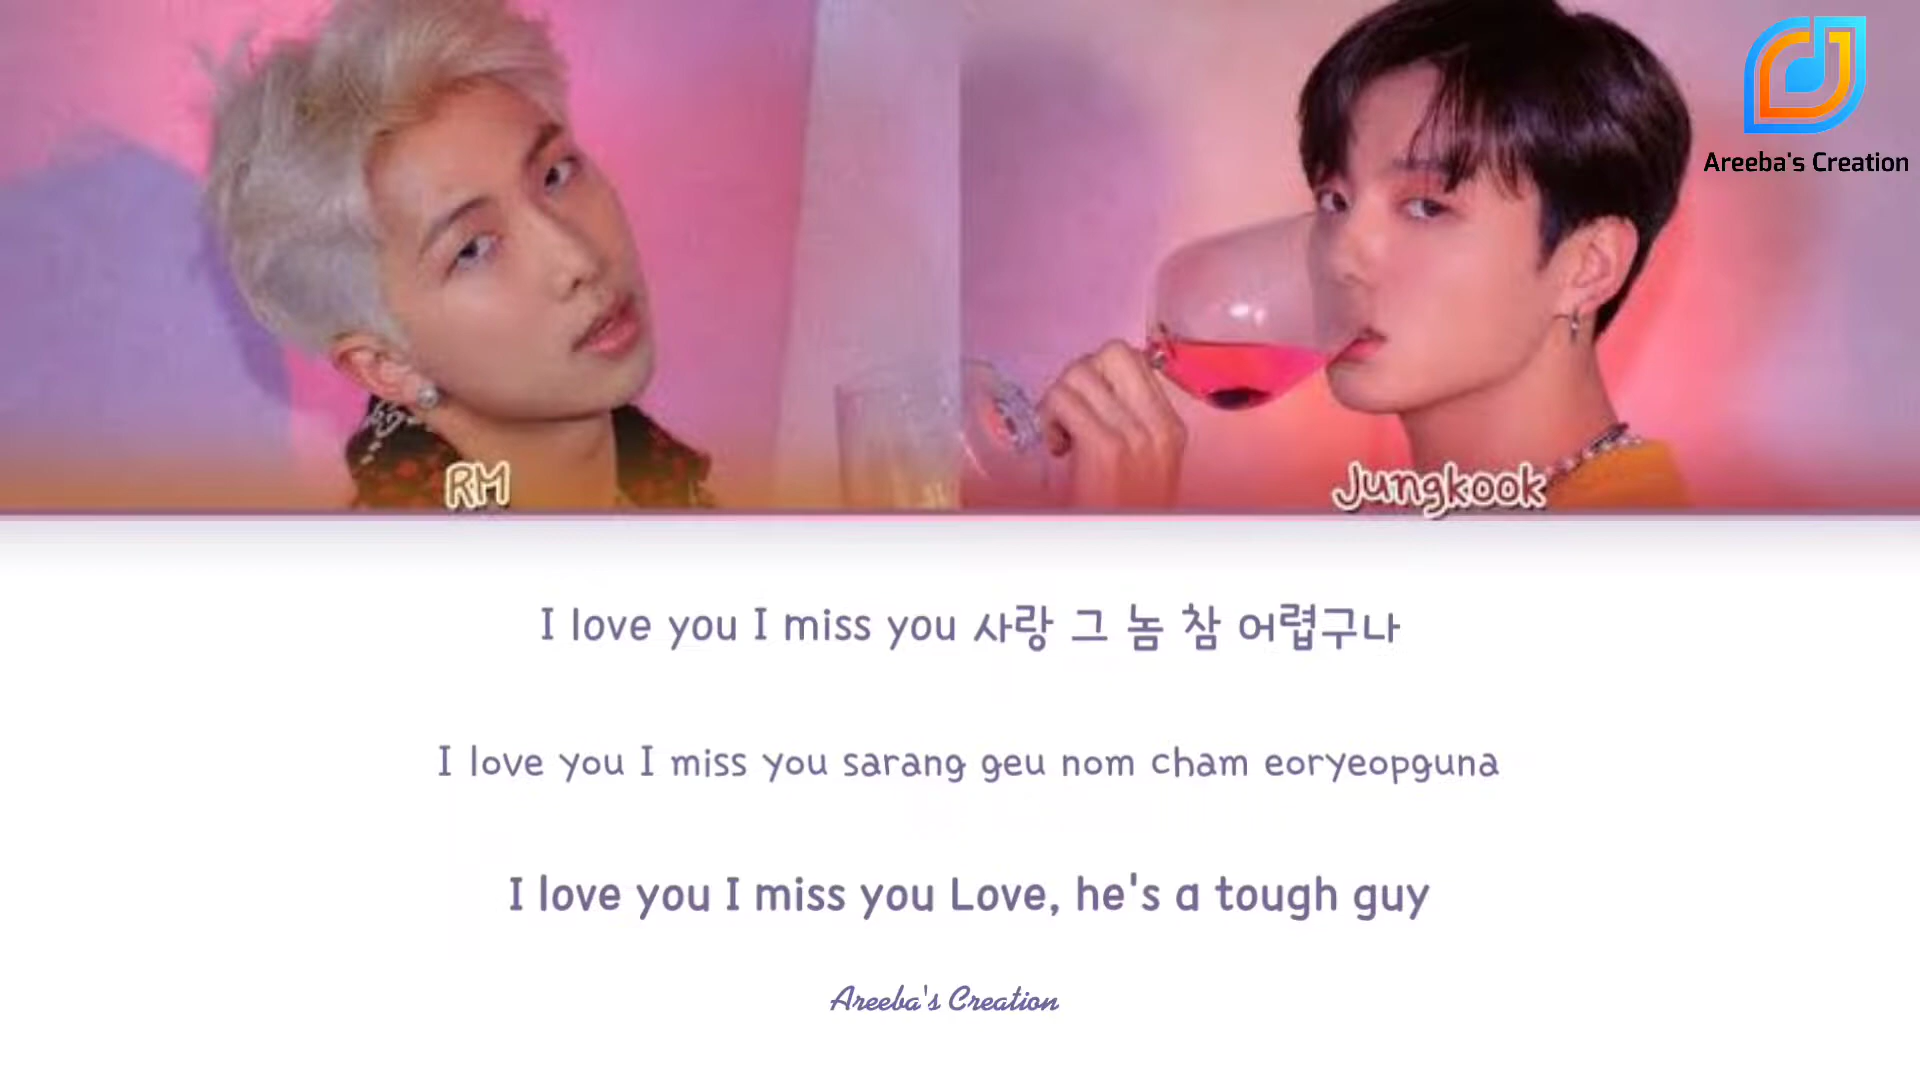 Areeba's Creation
RM
Jungkook
I love you I miss you 사랑 그 놈 참 어렵구나
I love you I miss you sarang geu nom cham eoryeopguna
I love you I miss you Love, he's a tough guy
Areeba's Creation